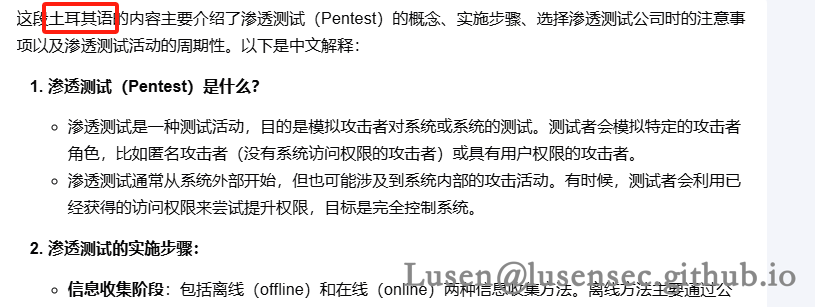 这段土耳其语的内容主要介绍了渗透测试（Pentest）的概念、实施步骤、选择渗透测试公司时的注意事
项以及渗透测试活动的周期性。以下是中文解释：
1. 渗透测试（Pentest）是什么？
渗透测试是一种测试活动，目的是模拟攻击者对系统或系统的测试。测试者会模拟特定的攻击者
角色，比如匿名攻击者（没有系统访问权限的攻击者）或具有用户权限的攻击者。
渗透测试通常从系统外部开始，但也可能涉及到系统内部的攻击活动。有时候，测试者会利用已
经获得的访问权限来尝试提升权限，目标是完全控制系统。
2. 渗透测试的实施步骤：
信息收集阶段：包括离线（offline）和在线（online）两种信息收集方法。离线方法主要通过公
Lusen@lusensec.github.io